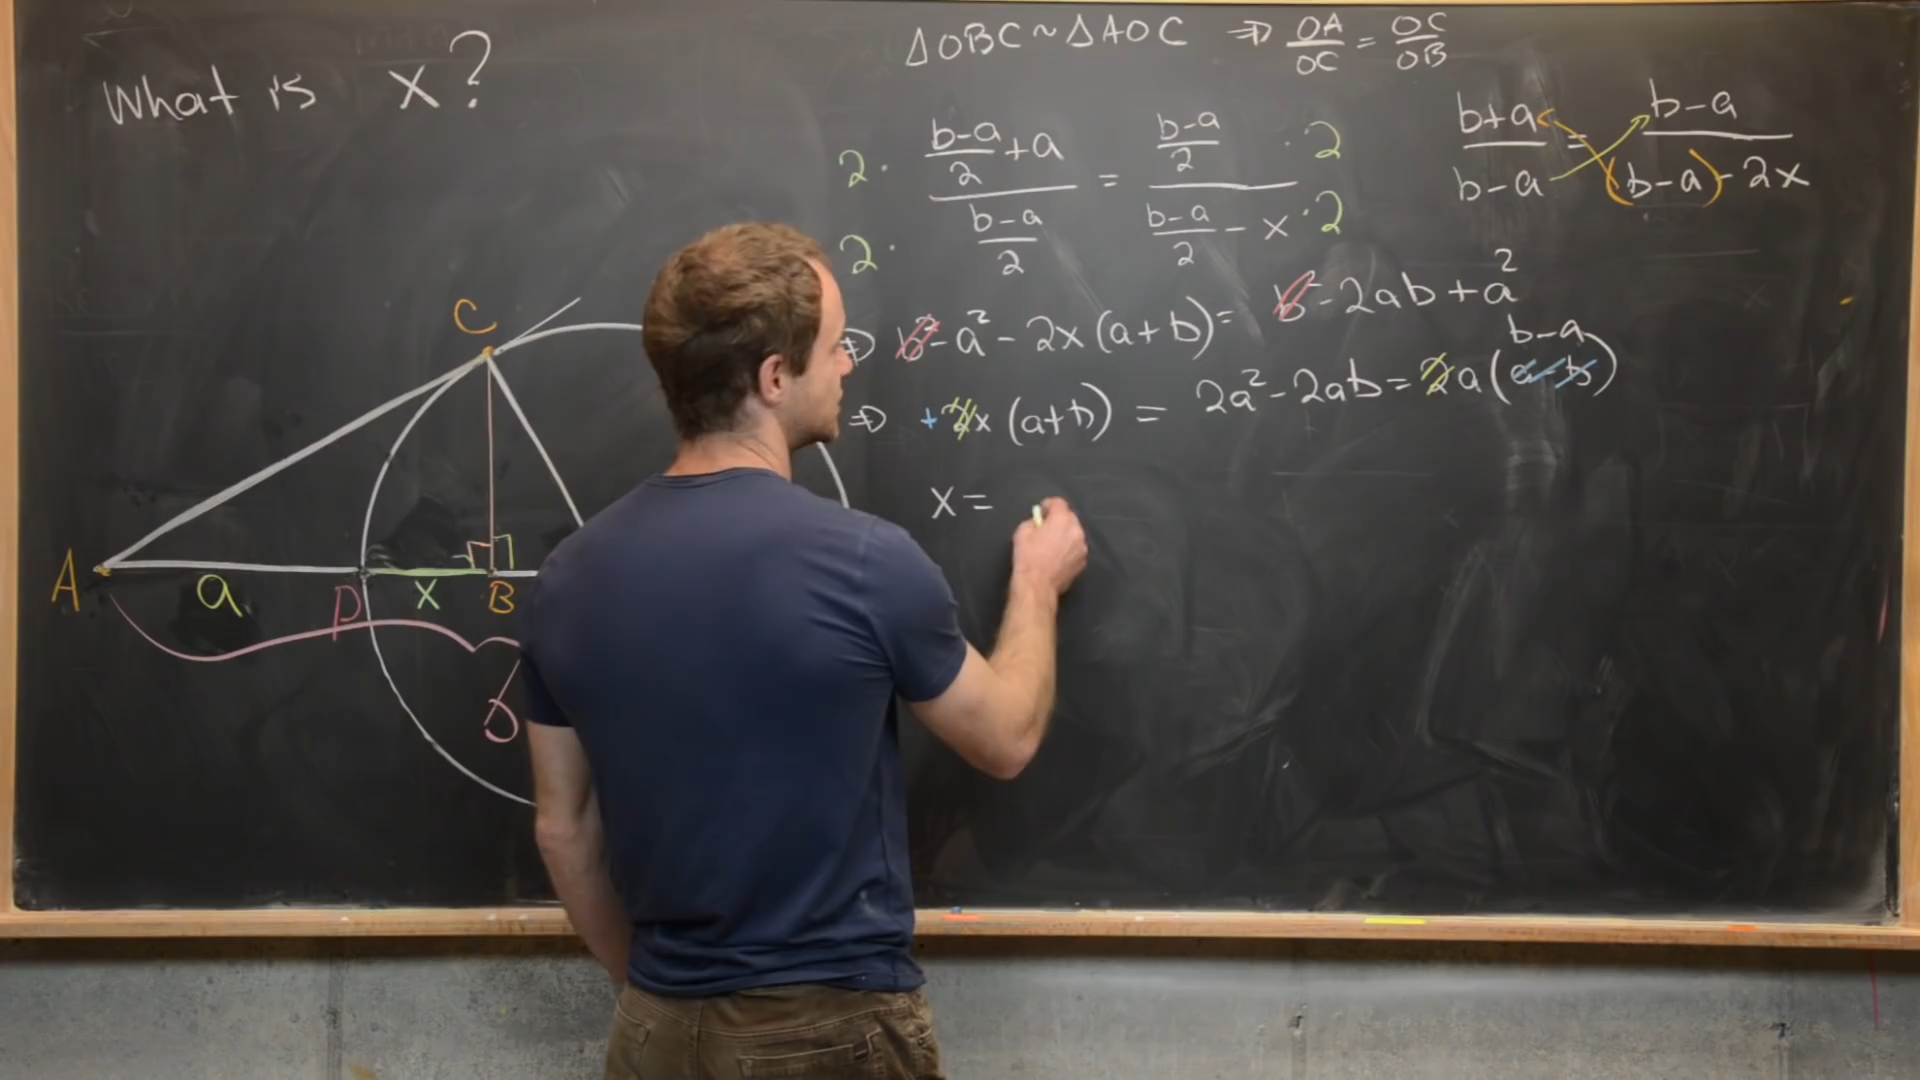 What is x?
C
A
a
D
x
B
b
ΔOBC ~ ΔAOC ⇒ OA/OC = OC/OB
2 · ((b-a)/2 + a) / ((b-a)/2) · 2 = ((b-a)/2) · 2 / ((b-a)/2 - x) · 2
(b+a)/(b-a) = (b-a)/((b-a) - 2x)
⇒ b² - a² - 2x(a+b) = b² - 2ab + a²
b-a
⇒ +2x(a+b) = 2a² - 2ab = 2a(a-b)
x =